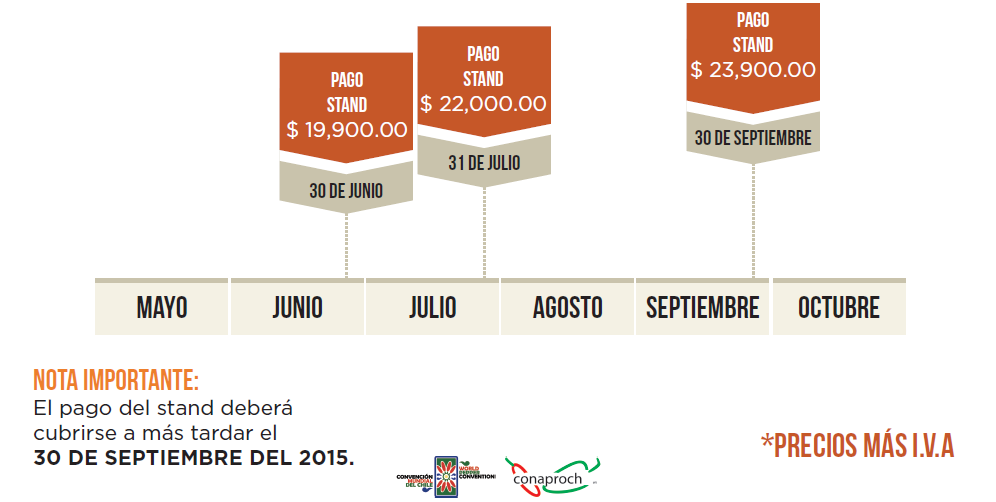 PAGO
STAND
$ 19,900.00
30 DE JUNIO
PAGO
STAND
$ 22,000.00
31 DE JULIO
PAGO
STAND
$ 23,900.00
30 DE SEPTIEMBRE
MAYO
JUNIO
JULIO
AGOSTO
SEPTIEMBRE
OCTUBRE
NOTA IMPORTANTE:
El pago del stand deberá
cubrirse a más tardar el
30 DE SEPTIEMBRE DEL 2015.
*PRECIOS MÁS I.V.A
CONVENCIÓN
MUNDIAL
DEL CHILE
WORLD
PEPPER
CONVENTION
conaproch